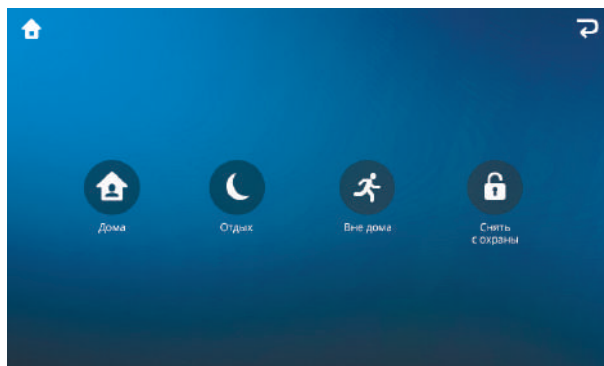 Дома
Отдых
Вне дома
Снять
с охраны